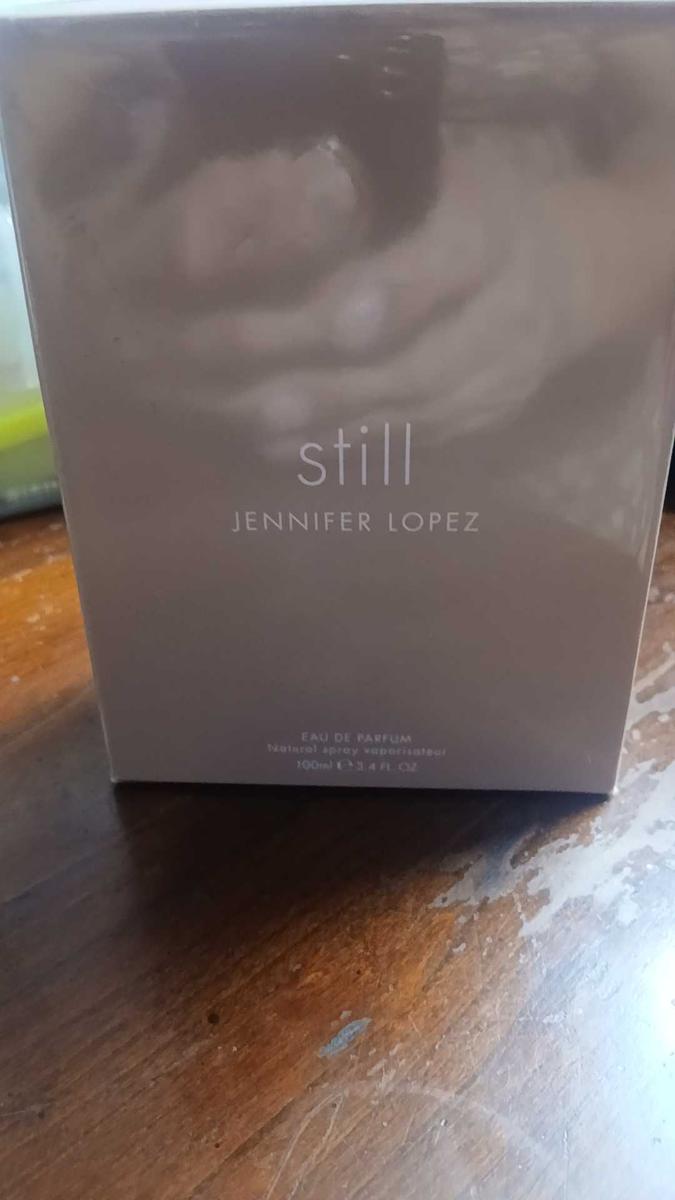 still
JENNIFER LOPEZ
EAU DE PARFUM
Natural spray vaporisateur
100ml ℮ 3.4 FL. OZ